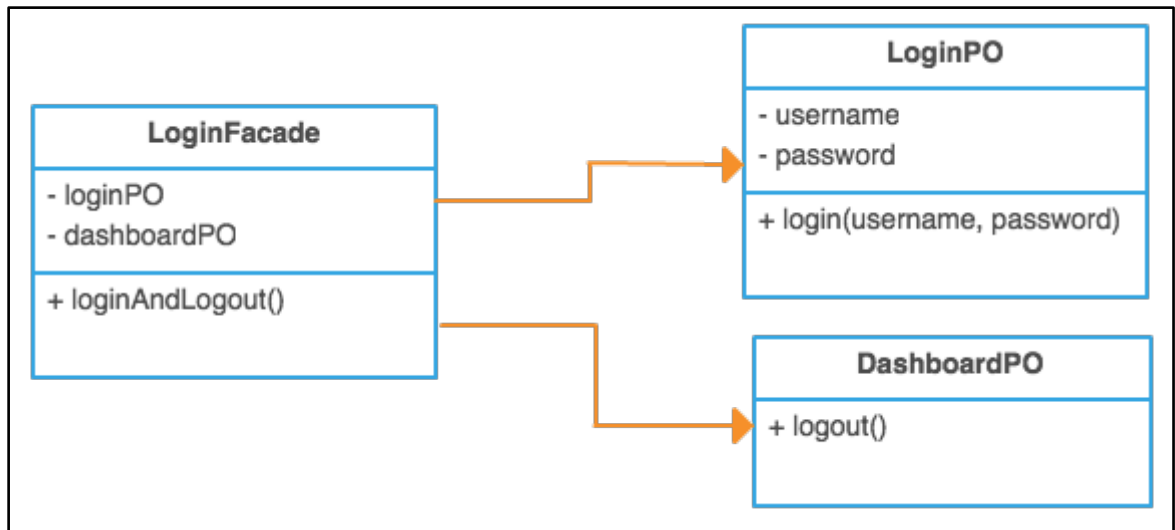 LoginFacade
- loginPO
- dashboardPO
+ loginAndLogout()
LoginPO
- username
- password
+ login(username, password)
DashboardPO
+ logout()